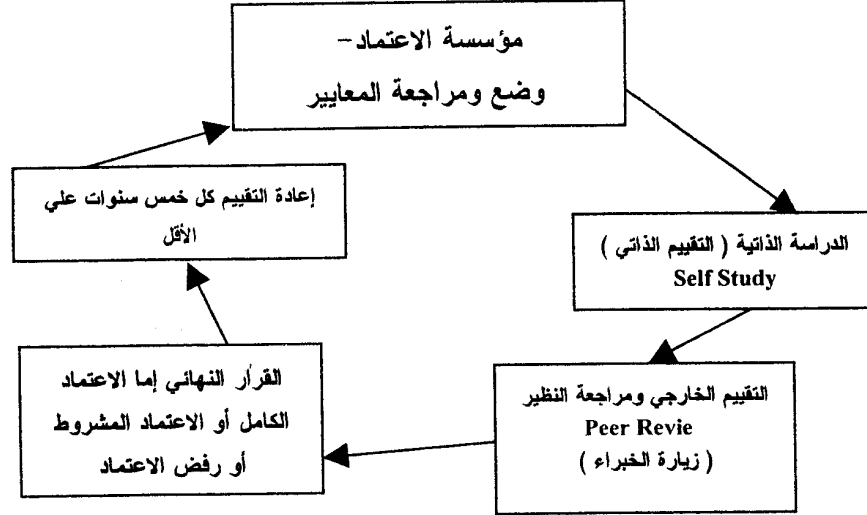 مؤسسة الاعتماد –
وضع ومراجعة المعايير
الدراسة الذاتية ( التقييم الذاتي )
Self Study
التقييم الخارجي ومراجعة النظير
Peer Revie
( زيارة الخبراء )
القرار النهائي إما الاعتماد
الكامل أو الاعتماد المشروط
أو رفض الاعتماد
إعادة التقييم كل خمس سنوات علي
الأقل